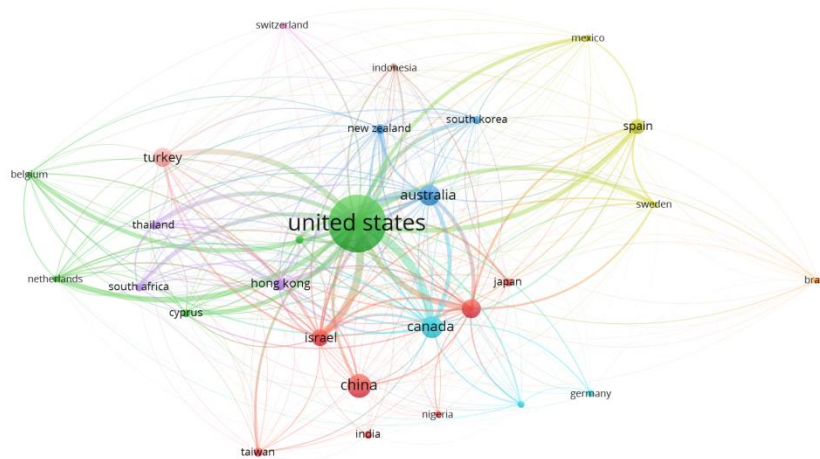 switzerland
mexico
indonesia
south korea
new zealand
spain
turkey
belgium
australia
sweden
united states
thailand
netherlands
south africa
hong kong
japan
bra
cyprus
canada
israel
china
germany
nigeria
india
taiwan